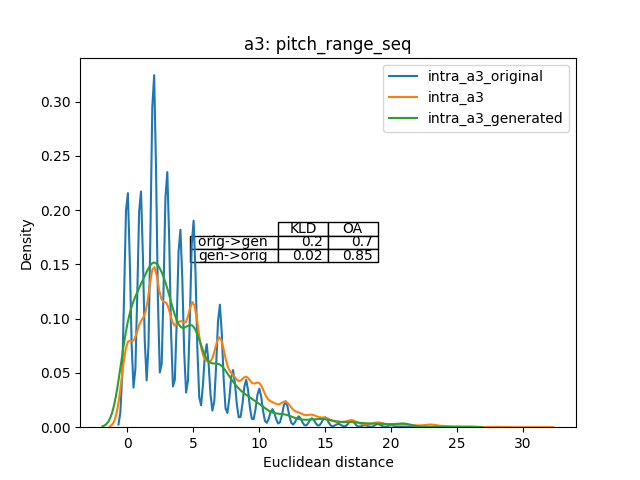 a3: pitch_range_seq
intra_a3_original
intra_a3
intra_a3_generated
KLD OA
orig->gen 0.2 0.7
gen->orig 0.02 0.85
Density
0.30
0.25
0.20
0.15
0.10
0.05
0.00
0 5 10 15 20 25 30
Euclidean distance